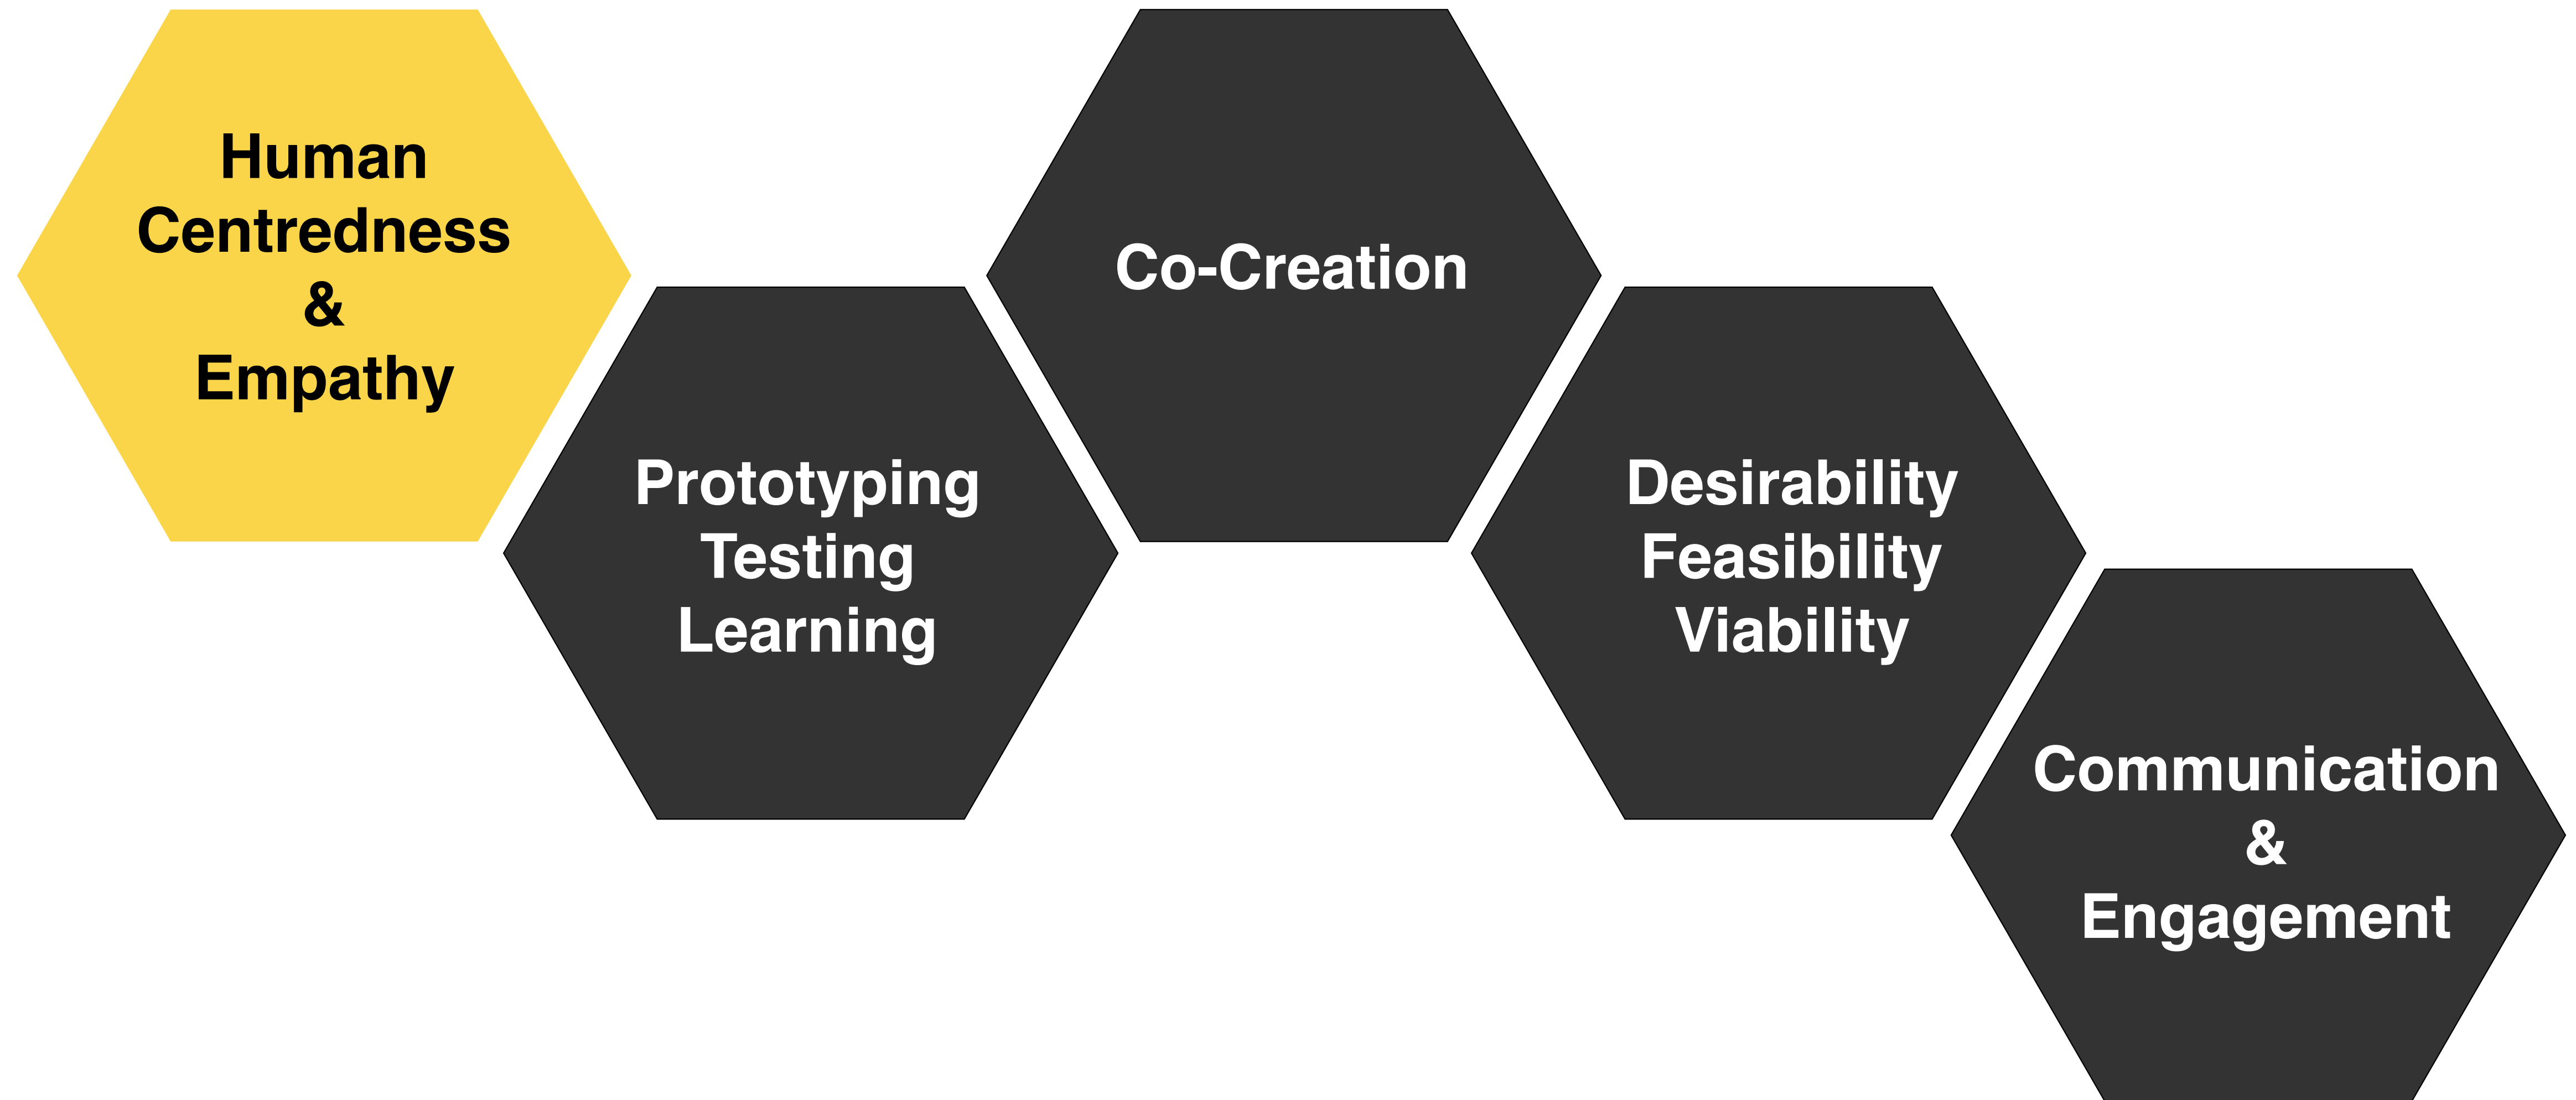 Human
Centredness
&
Empathy
Prototyping
Testing
Learning
Co-Creation
Desirability
Feasibility
Viability
Communication
&
Engagement